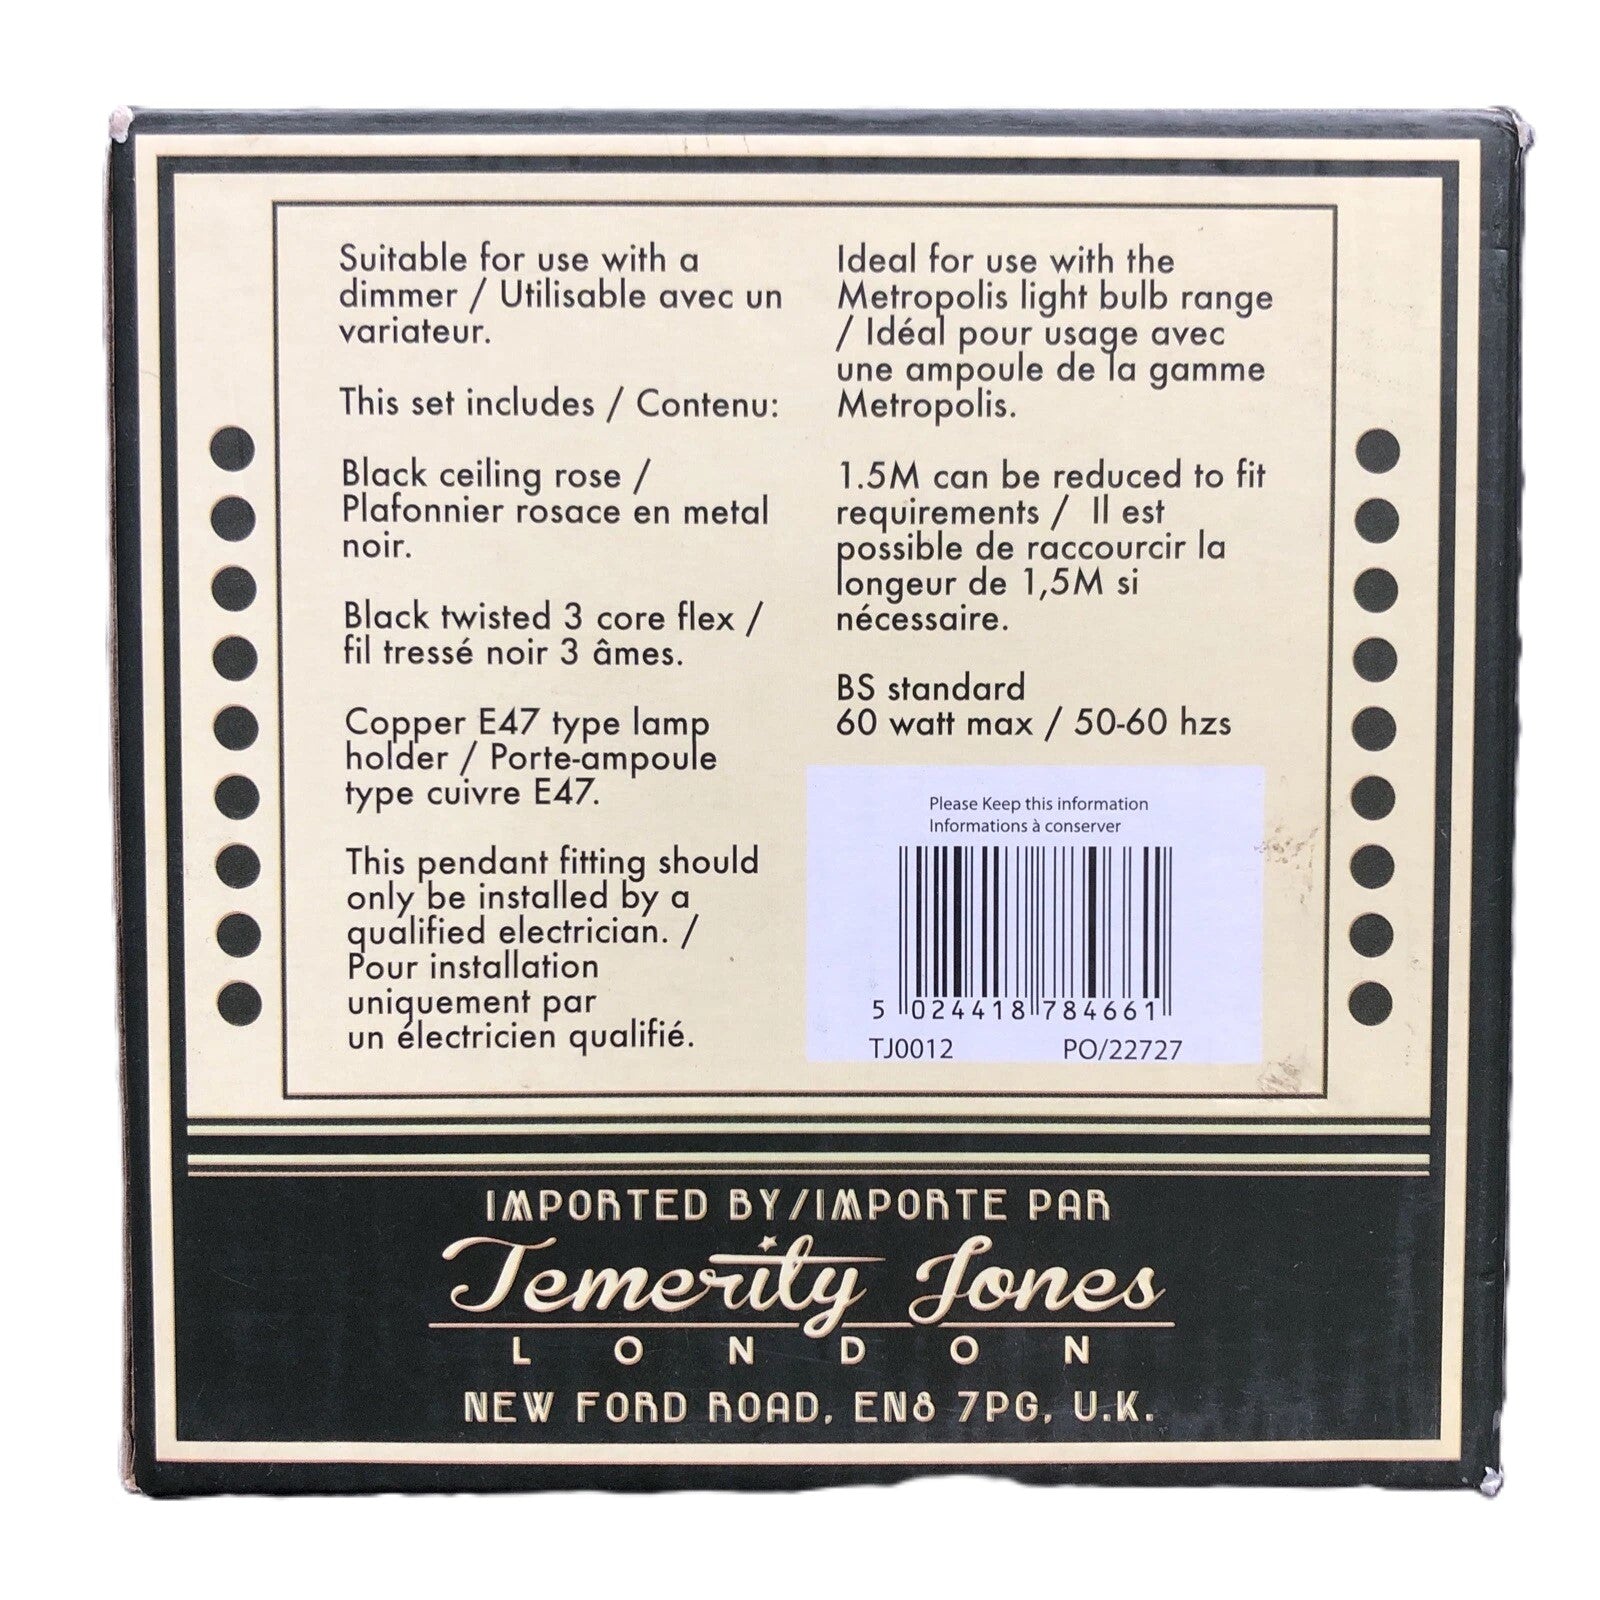 Suitable for use with a
dimmer / Utilisable avec un
variateur.
This set includes / Contenu:
Black ceiling rose /
Plafonnier rosace en metal
noir.
Black twisted 3 core flex /
fil tressé noir 3 âmes.
Copper E47 type lamp
holder / Porte-ampoule
type cuivre E47.
This pendant fitting should
only be installed by a
qualified electrician. /
Pour installation
uniquement par
un électricien qualifié.
Ideal for use with the
Metropolis light bulb range
/ Idéal pour usage avec
une ampoule de la gamme
Metropolis.
1.5M can be reduced to fit
requirements / Il est
possible de raccourcir la
longeur de 1,5M si
nécessaire.
BS standard
60 watt max / 50-60 hzs
Please Keep this information
Informations à conserver
5 024418 784661
TJ0012 PO/22727
IMPORTED BY/IMPORTE PAR
Temerity Jones
LONDON
NEW FORD ROAD, EN8 7PG, U.K.